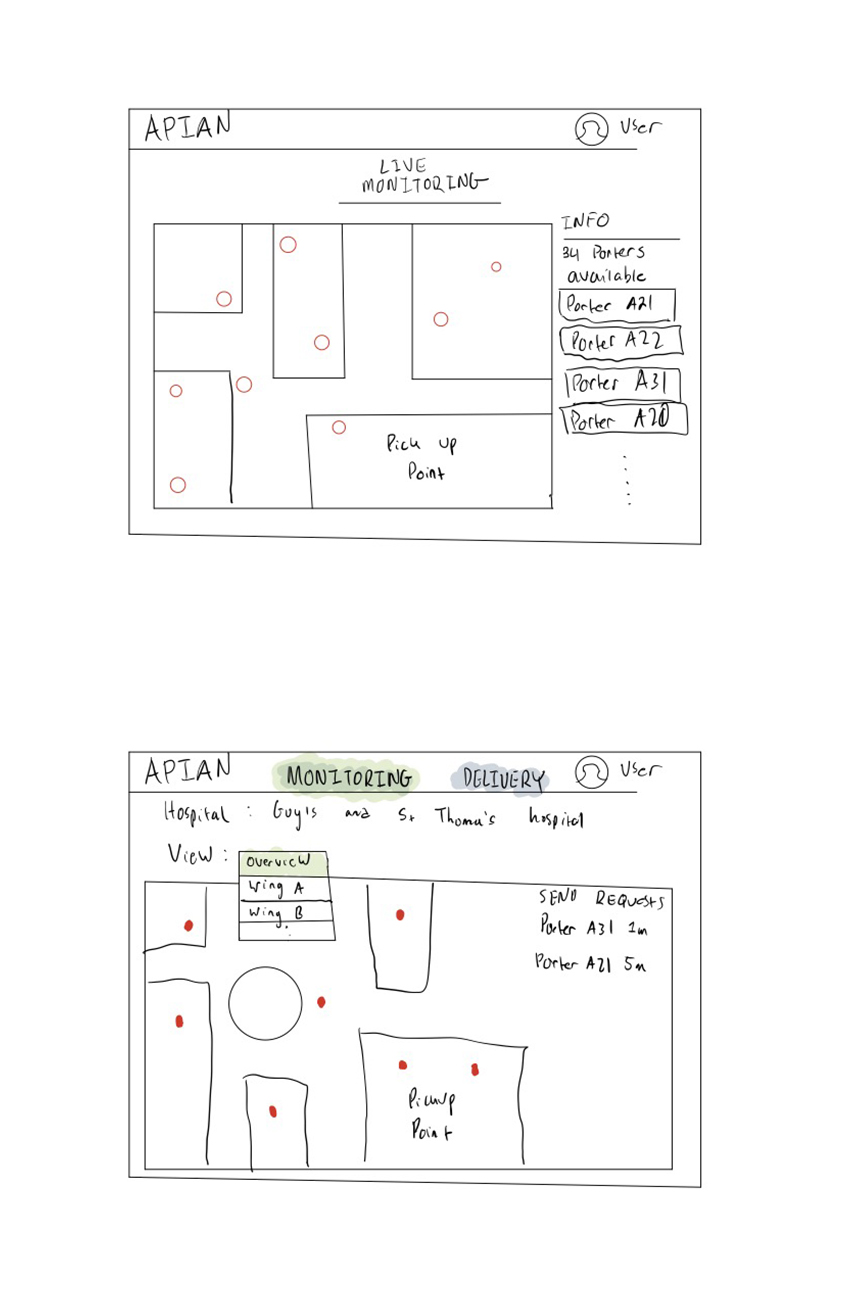 APIAN
User
LIVE
MONITORING
INFO
34 Porters
available
Porter A21
Porter A22
Porter A31
Porter A20
Pick up
Point
APIAN
MONITORING
DELIVERY
User
Hospital : Guy's and St Thoma's hospital
View :
Overview
Wing A
Wing B
SEND REQUESTS
Porter A31 1m
Porter A21 5m
Pickup
Point